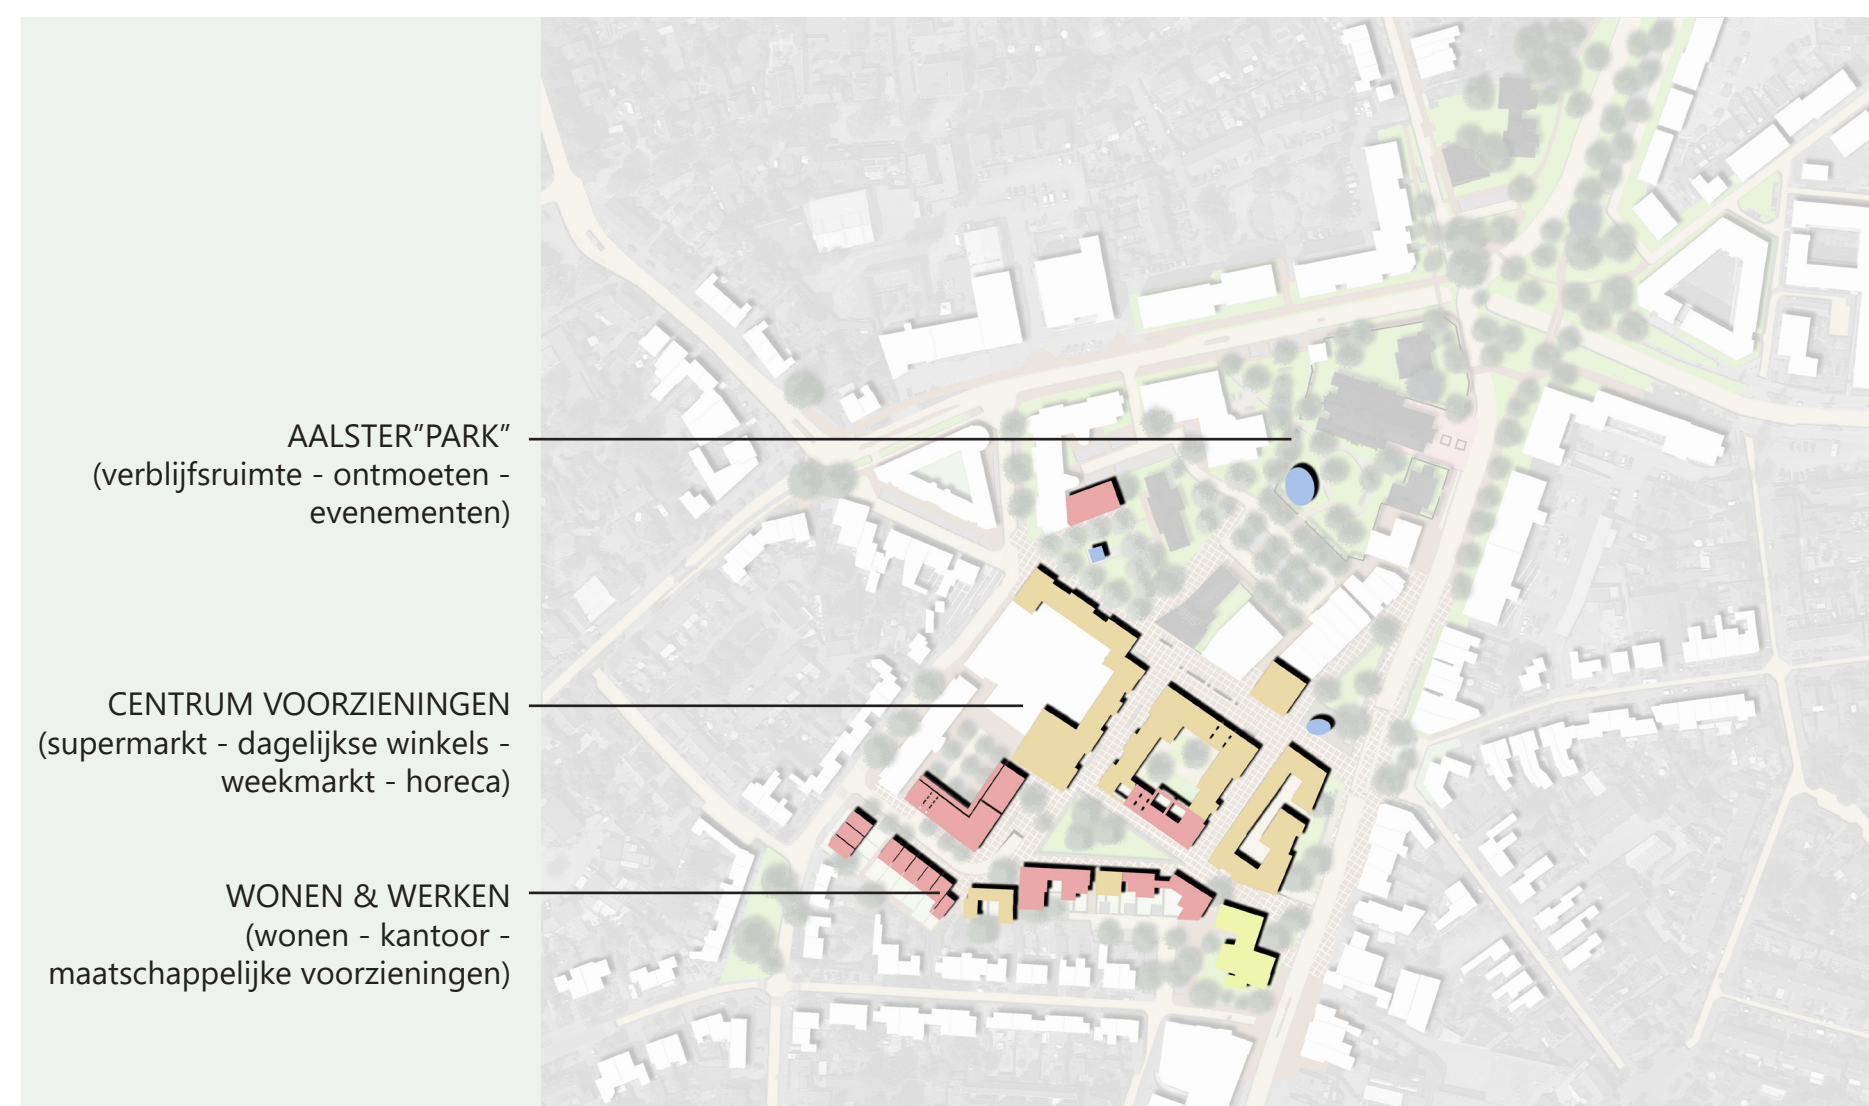 AALSTER”PARK”
(verblijfsruimte - ontmoeten -
evenementen)
CENTRUM VOORZIENINGEN
(supermarkt - dagelijkse winkels -
weekmarkt - horeca)
WONEN & WERKEN
(wonen - kantoor -
maatschappelijke voorzieningen)